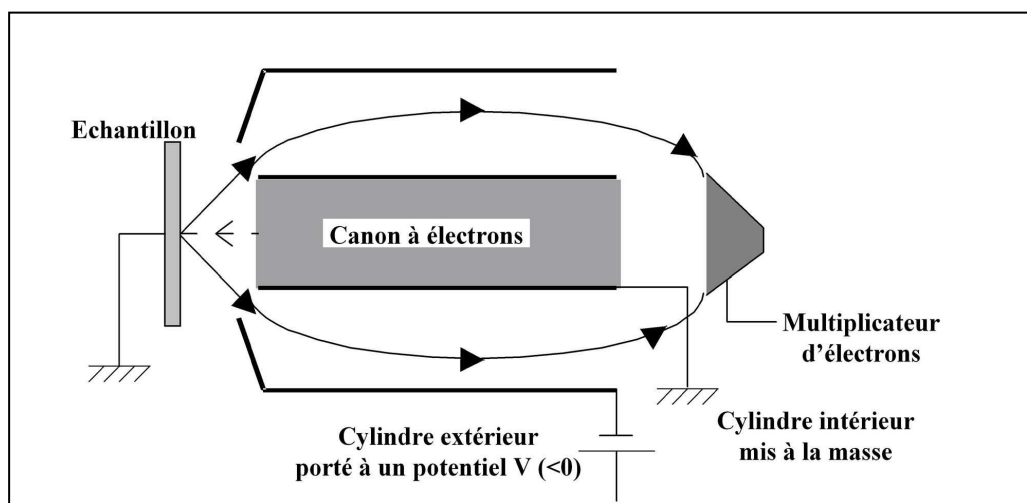 Echantillon
Canon à électrons
Multiplicateur
d’électrons
Cylindre extérieur
porté à un potentiel V (<0)
Cylindre intérieur
mis à la masse